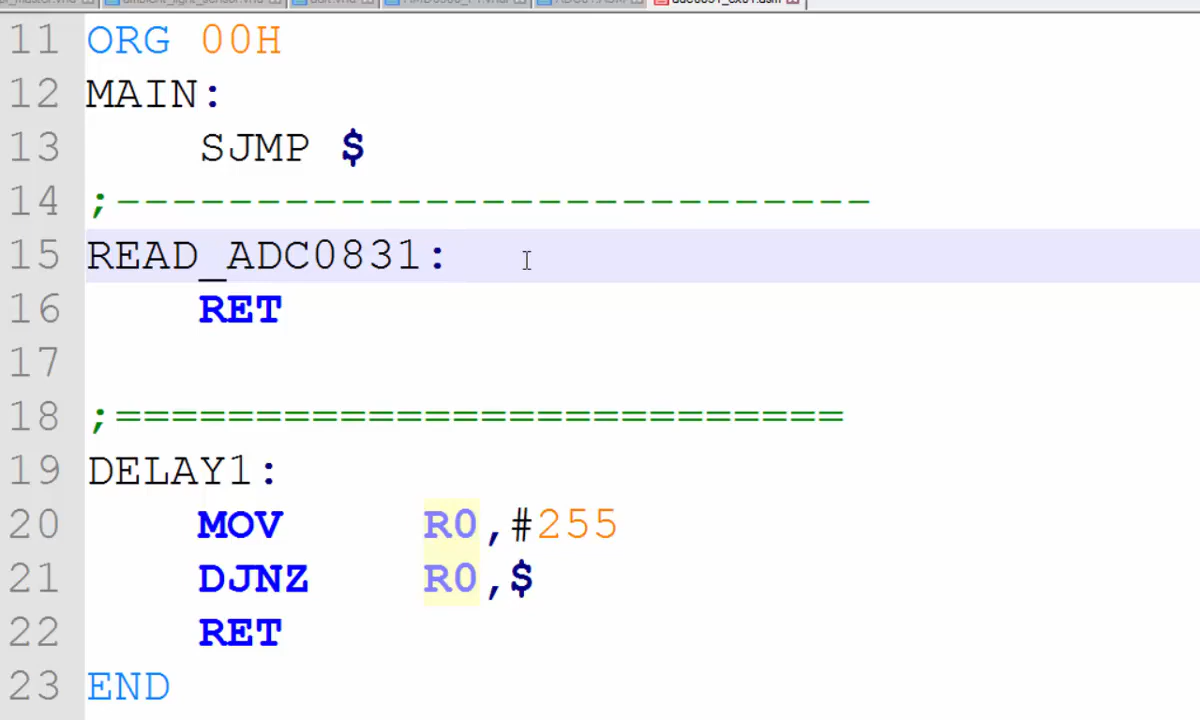 11 ORG 00H
12 MAIN:
13 SJMP $
14 ;---------------------------
15 READ_ADC0831:
16 RET
17
18 ;==========================
19 DELAY1:
20 MOV R0,#255
21 DJNZ R0,$
22 RET
23 END